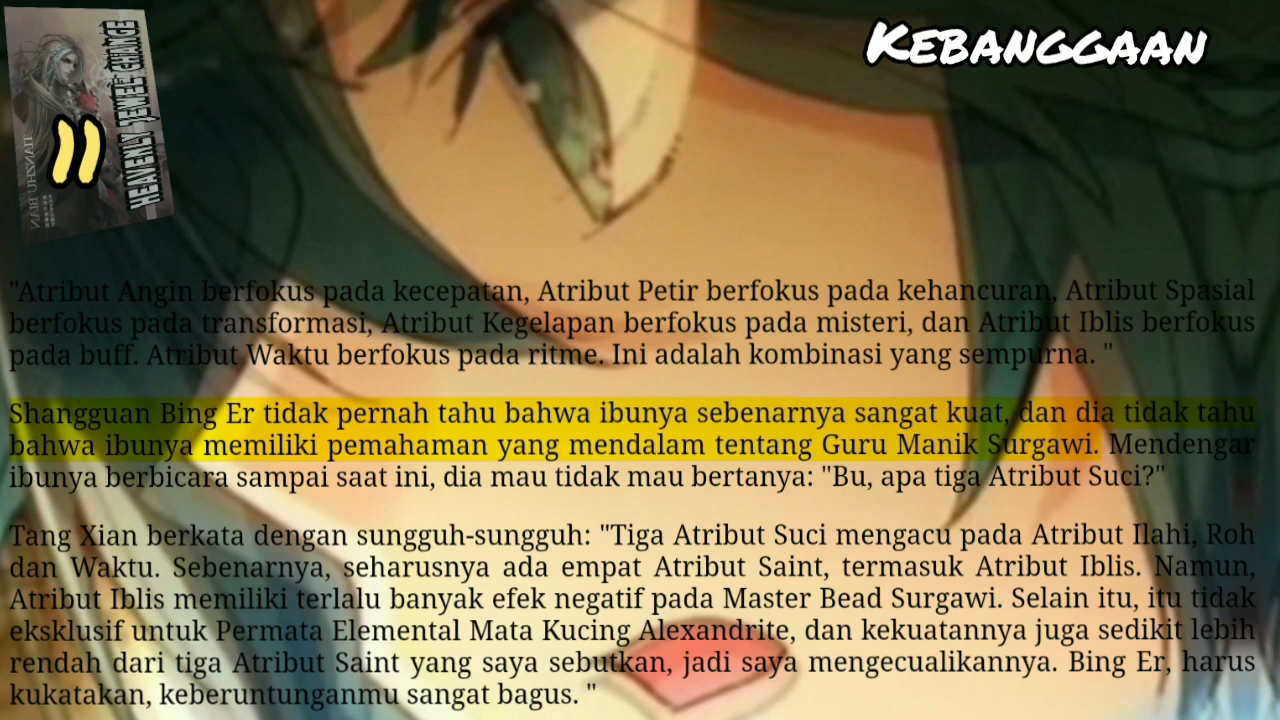 Kebanggaan
HEAVENLY JEWEL CHANGE
11
"Atribut Angin berfokus pada kecepatan, Atribut Petir berfokus pada kehancuran, Atribut Spasial
berfokus pada transformasi, Atribut Kegelapan berfokus pada misteri, dan Atribut Iblis berfokus
pada buff. Atribut Waktu berfokus pada ritme. Ini adalah kombinasi yang sempurna. "
Shangguan Bing Er tidak pernah tahu bahwa ibunya sebenarnya sangat kuat, dan dia tidak tahu
bahwa ibunya memiliki pemahaman yang mendalam tentang Guru Manik Surgawi. Mendengar
ibunya berbicara sampai saat ini, dia mau tidak mau bertanya: "Bu, apa tiga Atribut Suci?"
Tang Xian berkata dengan sungguh-sungguh: "Tiga Atribut Suci mengacu pada Atribut Ilahi, Roh
dan Waktu. Sebenarnya, seharusnya ada empat Atribut Saint, termasuk Atribut Iblis. Namun,
Atribut Iblis memiliki terlalu banyak efek negatif pada Master Bead Surgawi. Selain itu, itu tidak
eksklusif untuk Permata Elemental Mata Kucing Alexandrite, dan kekuatannya juga sedikit lebih
rendah dari tiga Atribut Saint yang saya sebutkan, jadi saya mengecualikannya. Bing Er, harus
kukatakan, keberuntunganmu sangat bagus. "